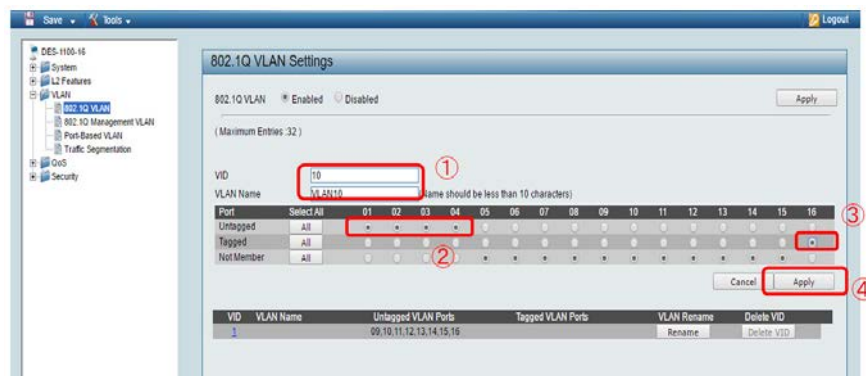 Save Tools Logout
DES-1100-16
System
L2 Features
VLAN
802.1Q VLAN
802.1Q Management VLAN
Port-Based VLAN
Traffic Segmentation
QoS
Security
802.1Q VLAN Settings
802.1Q VLAN Enabled Disabled Apply
( Maximum Entries :32 )
VID 10 ①
VLAN Name VLAN10 (Name should be less than 10 characters)
Port Select All 01 02 03 04 05 06 07 08 09 10 11 12 13 14 15 16 ③
Untagged All
Tagged All
Not Member All ②
Cancel Apply ④
VID VLAN Name Untagged VLAN Ports Tagged VLAN Ports VLAN Rename Delete VID
1 09,10,11,12,13,14,15,16 Rename Delete VID